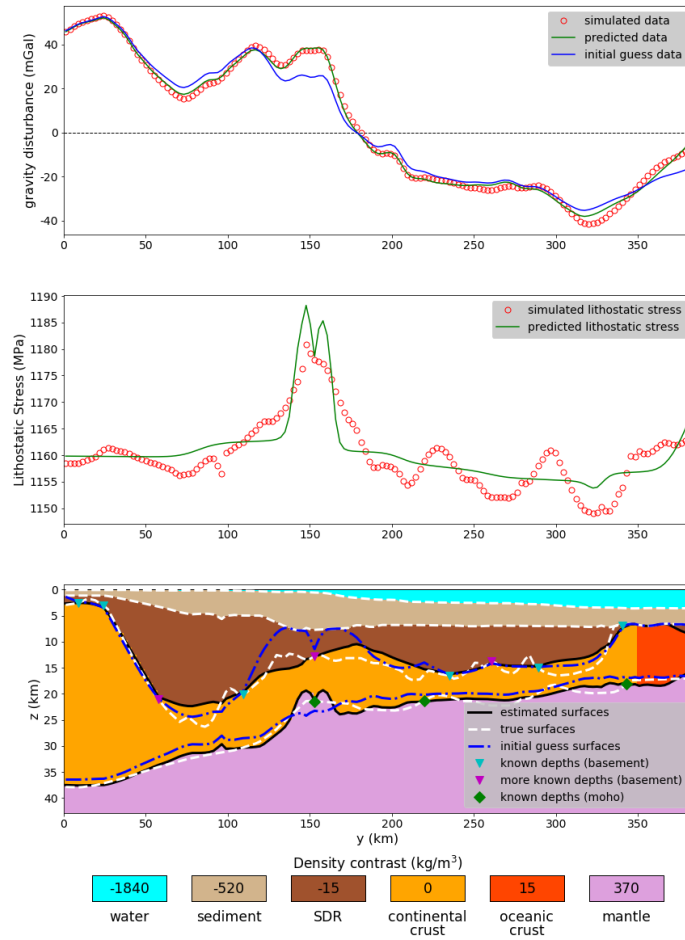 simulated data
predicted data
initial guess data
gravity disturbance (mGal)
40
20
0
-20
-40
0 50 100 150 200 250 300 350
simulated lithostatic stress
predicted lithostatic stress
Lithostatic Stress (MPa)
1190
1185
1180
1175
1170
1165
1160
1155
1150
0 50 100 150 200 250 300 350
z (km)
0
5
10
15
20
25
30
35
40
estimated surfaces
true surfaces
initial guess surfaces
known depths (basement)
more known depths (basement)
known depths (moho)
0 50 100 150 200 250 300 350
y (km)
Density contrast (kg/m³)
-1840 -520 -15 0 15 370
water sediment SDR continental oceanic mantle
crust crust